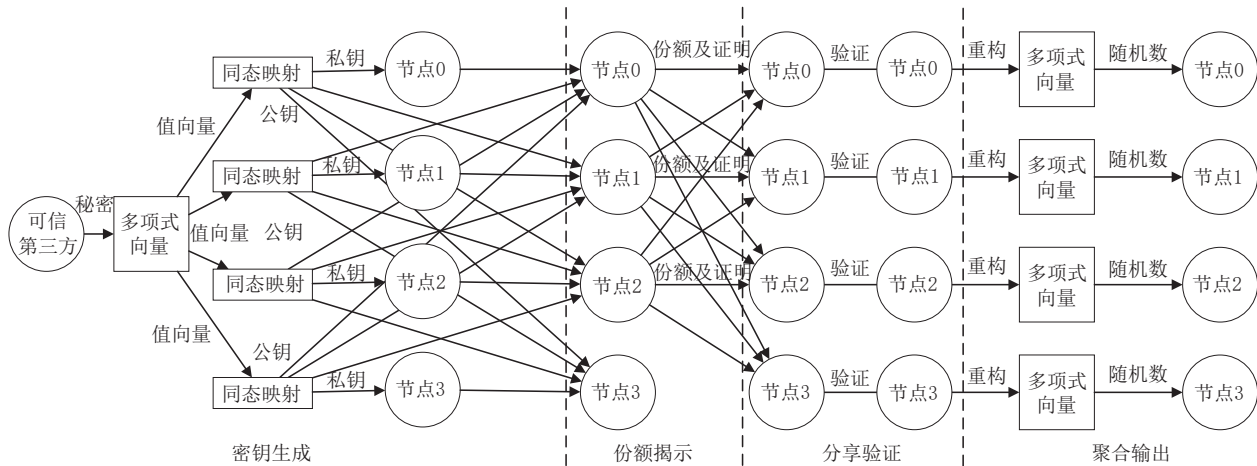 私钥
节点0
节点0
份额及证明
节点0
验证
节点0
重构
多项式
向量
随机数
节点0
同态映射
公钥
值向量
私钥
节点1
节点1
份额及证明
节点1
验证
节点1
重构
多项式
向量
随机数
节点1
同态映射
秘密
可信
第三方
多项式
向量
值向量
公钥
私钥
节点2
节点2
份额及证明
节点2
验证
节点2
重构
多项式
向量
随机数
节点2
同态映射
值向量
公钥
私钥
节点3
节点3
节点3
验证
节点3
重构
多项式
向量
随机数
节点3
同态映射
密钥生成
份额揭示
分享验证
聚合输出